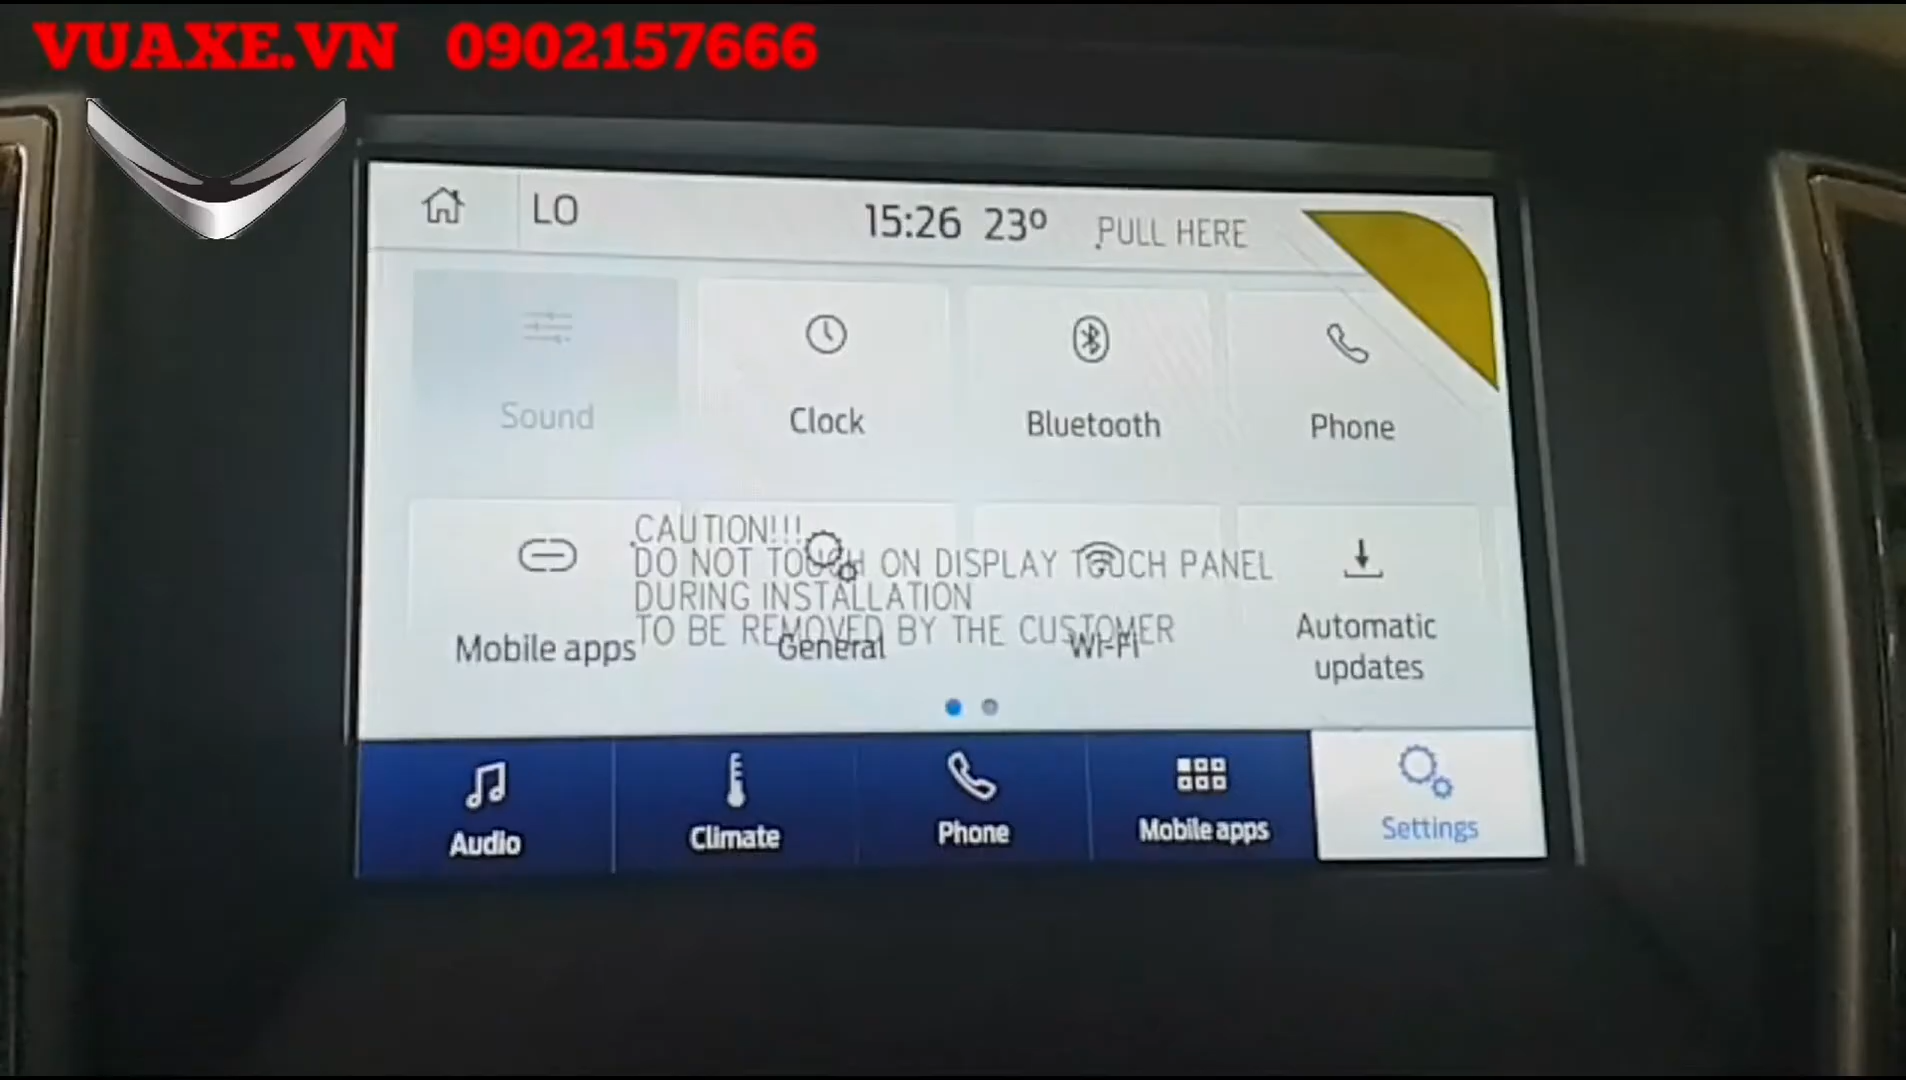 VUAXE.VN 0902157666
LO 15:26 23º PULL HERE
Sound Clock Bluetooth Phone
CAUTION!!!
DO NOT TOUCH ON DISPLAY TOUCH PANEL
DURING INSTALLATION
TO BE REMOVED BY THE CUSTOMER
Mobile apps General Wi-Fi Automatic updates
Audio Climate Phone Mobile apps Settings